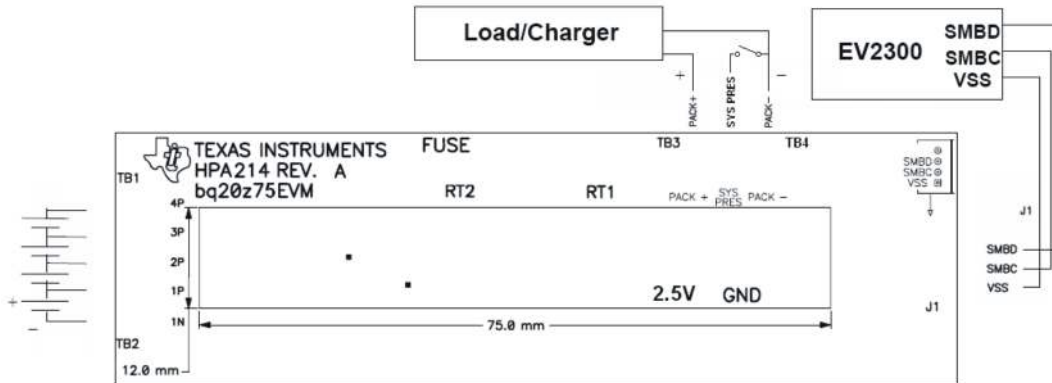 Load/Charger
EV2300
SMBD
SMBC
VSS
+
−
PACK+
SYS PRES
PACK−
TEXAS INSTRUMENTS
HPA214 REV. A
bq20z75EVM
FUSE
TB3
TB4
SMBD
SMBC
VSS
TB1
RT2
RT1
PACK +
SYS
PRES
PACK −
J1
4P
3P
2P
1P
1N
+
−
2.5V
GND
SMBD
SMBC
VSS
J1
75.0 mm
TB2
12.0 mm